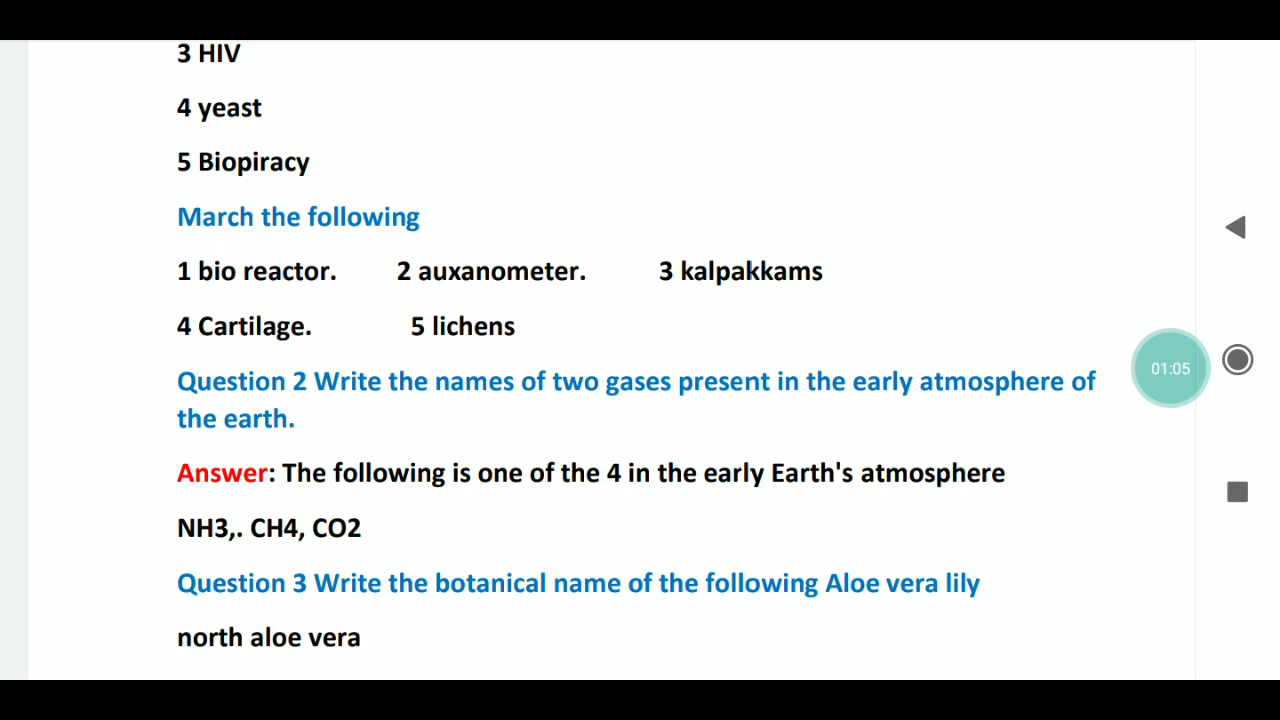 3 HIV
4 yeast
5 Biopiracy
March the following
1 bio reactor. 2 auxanometer. 3 kalpakkams
4 Cartilage. 5 lichens
Question 2 Write the names of two gases present in the early atmosphere of
the earth.
01:05
Answer: The following is one of the 4 in the early Earth's atmosphere
NH3,. CH4, CO2
Question 3 Write the botanical name of the following Aloe vera lily
north aloe vera